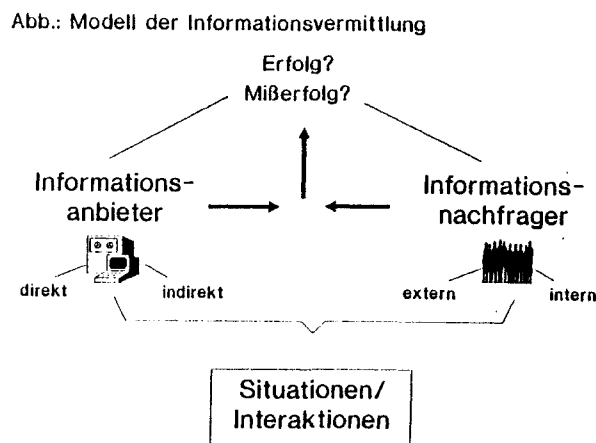 Abb.: Modell der Informationsvermittlung
Erfolg?
Mißerfolg?
Informations-
anbieter
Informations-
nachfrager
direkt
indirekt
extern
intern
Situationen/
Interaktionen